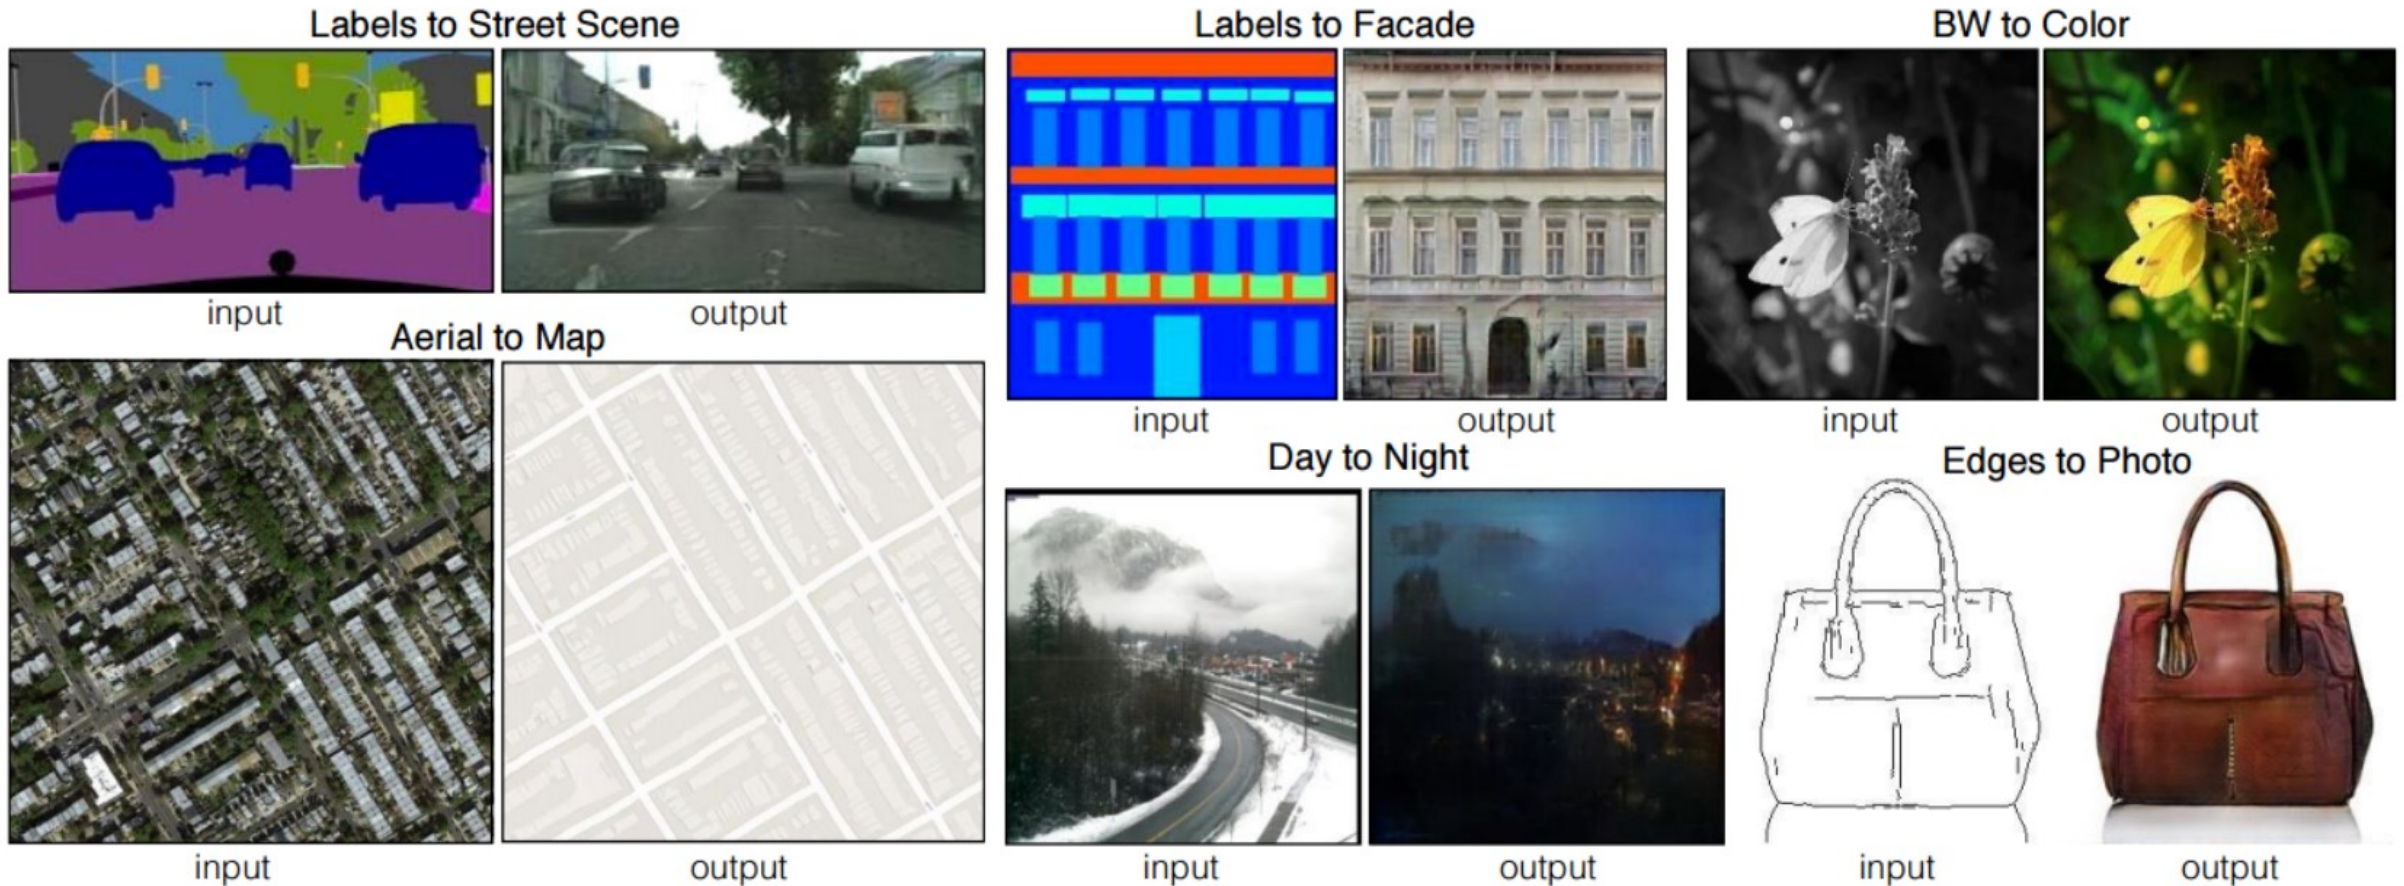 Labels to Street Scene
input
output
Aerial to Map
input
output
Labels to Facade
input
output
BW to Color
input
output
Day to Night
input
output
Edges to Photo
input
output